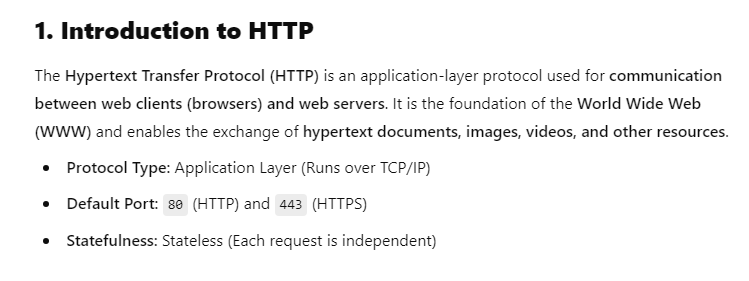 1. Introduction to HTTP
The Hypertext Transfer Protocol (HTTP) is an application-layer protocol used for communication
between web clients (browsers) and web servers. It is the foundation of the World Wide Web
(WWW) and enables the exchange of hypertext documents, images, videos, and other resources.
• Protocol Type: Application Layer (Runs over TCP/IP)
• Default Port: 80 (HTTP) and 443 (HTTPS)
• Statefulness: Stateless (Each request is independent)